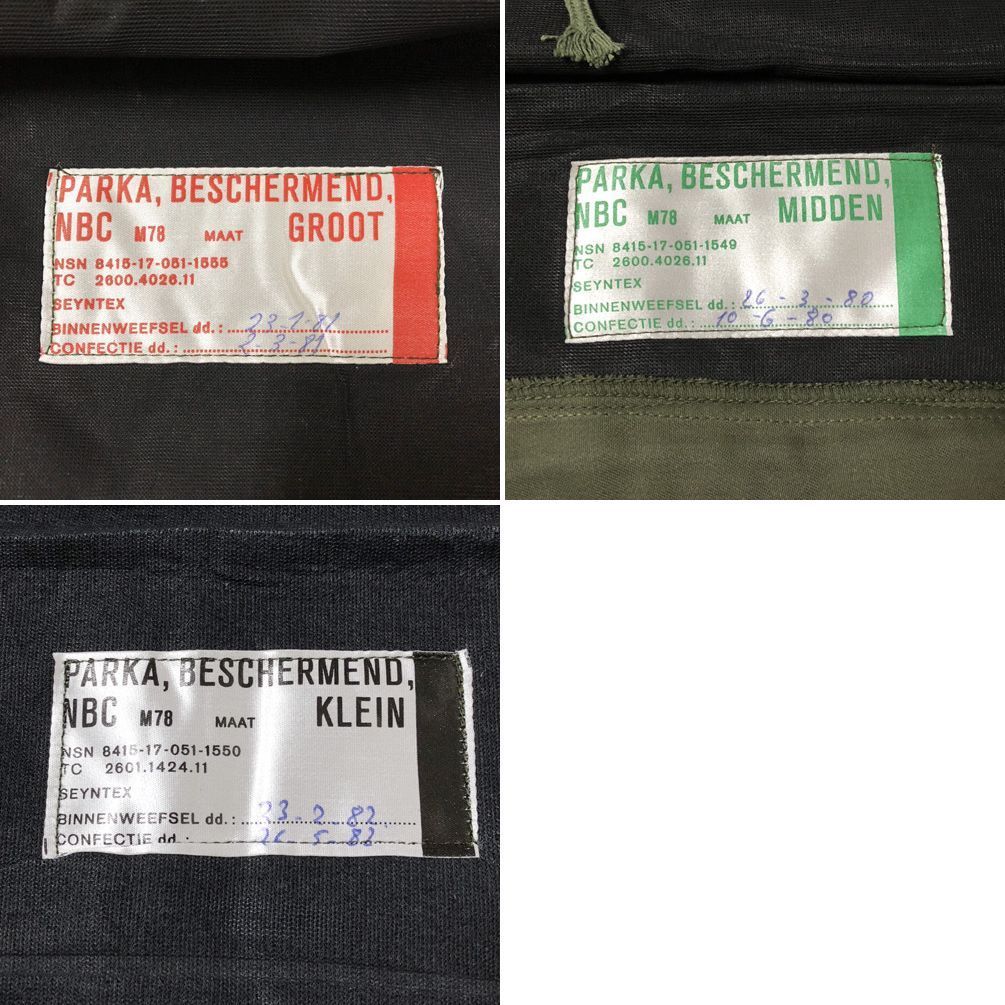 PARKA, BESCHERMEND,
NBC M78 MAAT GROOT
NSN 8415-17-051-1555
TC 2600.4026.11
SEYNTEX
BINNENWEEFSEL dd.: 23-1-81
CONFECTIE dd.: 2-3-81
PARKA, BESCHERMEND,
NBC M78 MAAT MIDDEN
NSN 8415-17-051-1549
TC 2600.4026.11
SEYNTEX
BINNENWEEFSEL dd.: 26-3-80
CONFECTIE dd.: 10-6-80
PARKA, BESCHERMEND,
NBC M78 MAAT KLEIN
NSN 8415-17-051-1550
TC 2601.1424.11
SEYNTEX
BINNENWEEFSEL dd.: 23-2-82
CONFECTIE dd.: 26-5-82